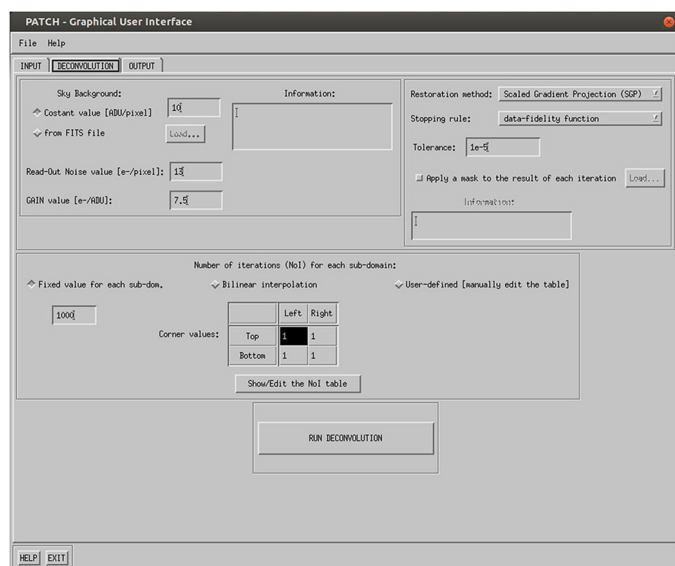 PATCH - Graphical User Interface
File Help
INPUT DECONVOLUTION OUTPUT
Sky Background:
Costant value [ADU/pixel] 10
from FITS file Load...
Information:
Read-Out Noise value [e-/pixel]: 13
GAIN value [e-/ADU]: 7.5
Restoration method: Scaled Gradient Projection (SGP)
Stopping rule: data-fidelity function
Tolerance: 1e-5
Apply a mask to the result of each iteration Load...
Information:
Number of iterations (NoI) for each sub-domain:
Fixed value for each sub-dom. Bilinear interpolation User-defined [manually edit the table]
1000
Left Right
Corner values: Top 1 1
Bottom 1 1
Show/Edit the NoI table
RUN DECONVOLUTION
HELP EXIT